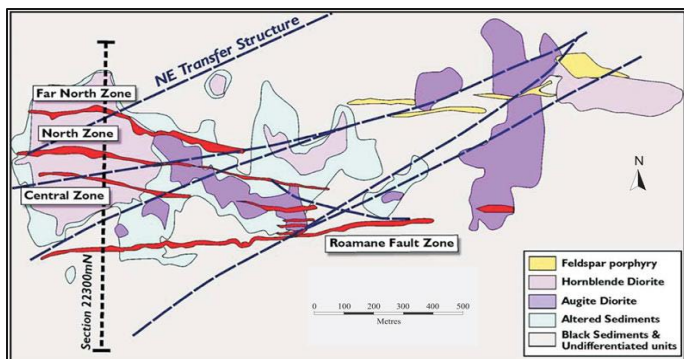 NE Transfer Structure
Far North Zone
North Zone
Central Zone
Section 22300mN
Roamane Fault Zone
N
0 100 200 300 400 500
Metres
Feldspar porphyry
Hornblende Diorite
Augite Diorite
Altered Sediments
Black Sediments &
Undifferentiated units